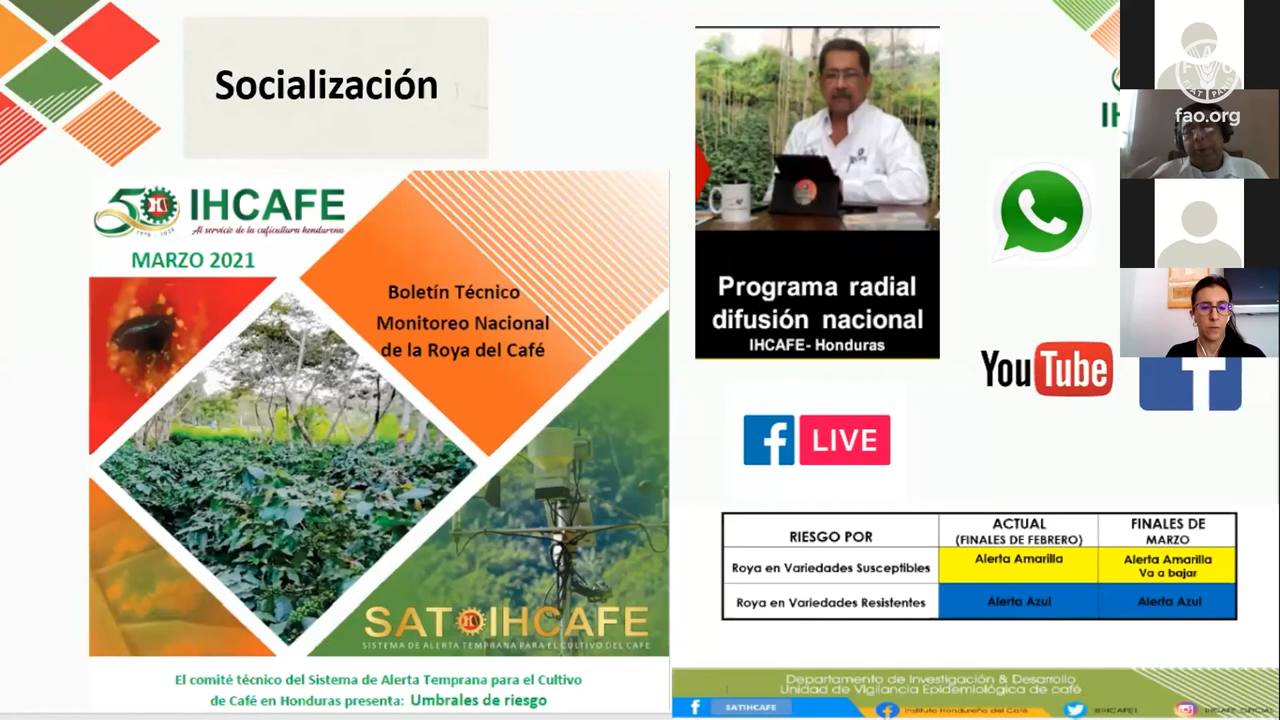 Socialización
50 IHCAFE
Al servicio de la caficultura hondureña
MARZO 2021
Boletín Técnico
Monitoreo Nacional
de la Roya del Café
SAT IHCAFE
SISTEMA DE ALERTA TEMPRANA PARA EL CULTIVO DEL CAFE
El comité técnico del Sistema de Alerta Temprana para el Cultivo
de Café en Honduras presenta: Umbrales de riesgo
Programa radial
difusión nacional
IHCAFE- Honduras
fao.org
IH
YouTube
LIVE
RIESGO POR
ACTUAL
(FINALES DE FEBRERO)
FINALES DE
MARZO
Roya en Variedades Susceptibles
Alerta Amarilla
Alerta Amarilla
Va a bajar
Roya en Variedades Resistentes
Alerta Azul
Alerta Azul
Departamento de Investigación & Desarrollo
Unidad de Vigilancia Epidemiológica de café
SATIHCAFE
Instituto Hondureño del Café
@IHCAFE1
IHCAFE_OFICIAL